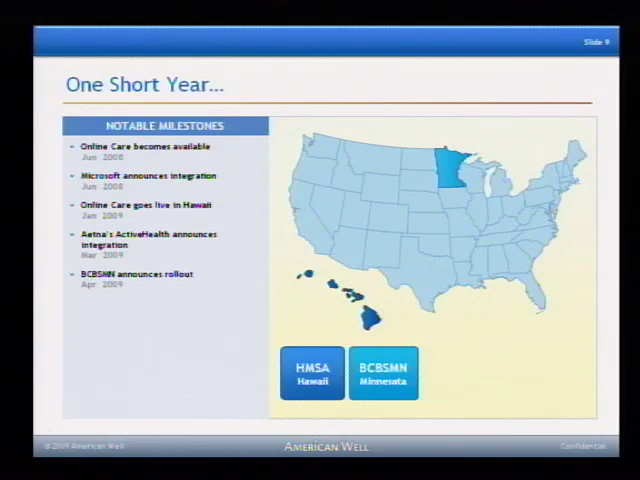 Slide 9
One Short Year...
NOTABLE MILESTONES
Online Care becomes available
Jun 2008
Microsoft announces integration
Jun 2008
Online Care goes live in Hawaii
Jan 2009
Aetna's ActiveHealth announces
integration
Mar 2009
BCBSMN announces rollout
Apr 2009
HMSA
Hawaii
BCBSMN
Minnesota
©2009 American Well
AMERICAN WELL
Confidential